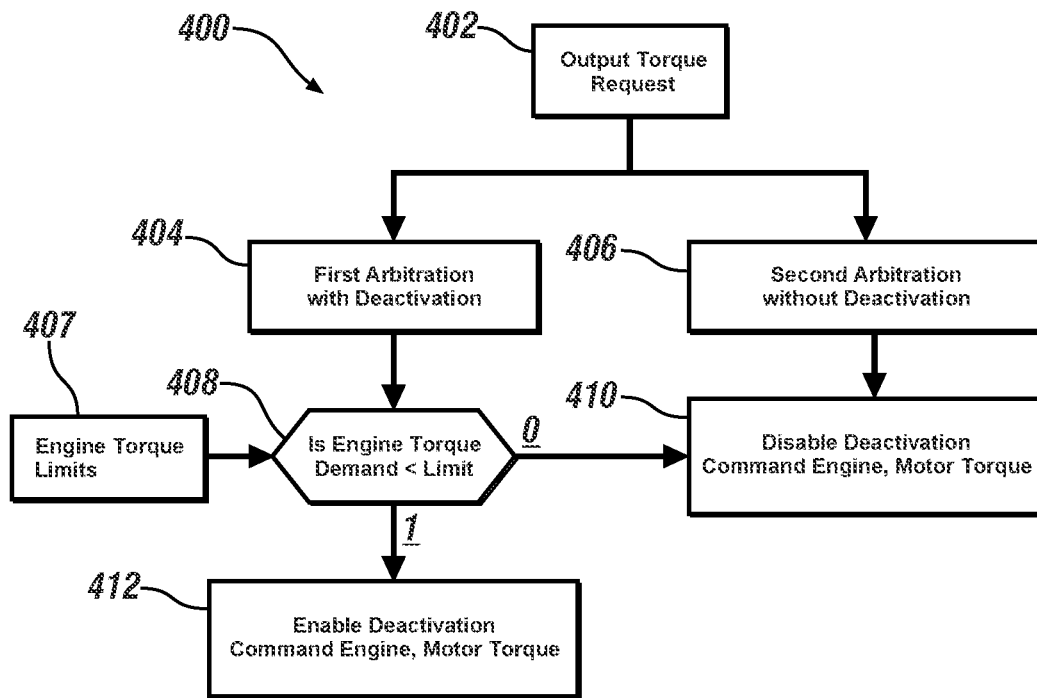 400
402
Output Torque
Request
404
First Arbitration
with Deactivation
406
Second Arbitration
without Deactivation
407
Engine Torque
Limits
408
Is Engine Torque
Demand < Limit
0
1
410
Disable Deactivation
Command Engine, Motor Torque
412
Enable Deactivation
Command Engine, Motor Torque